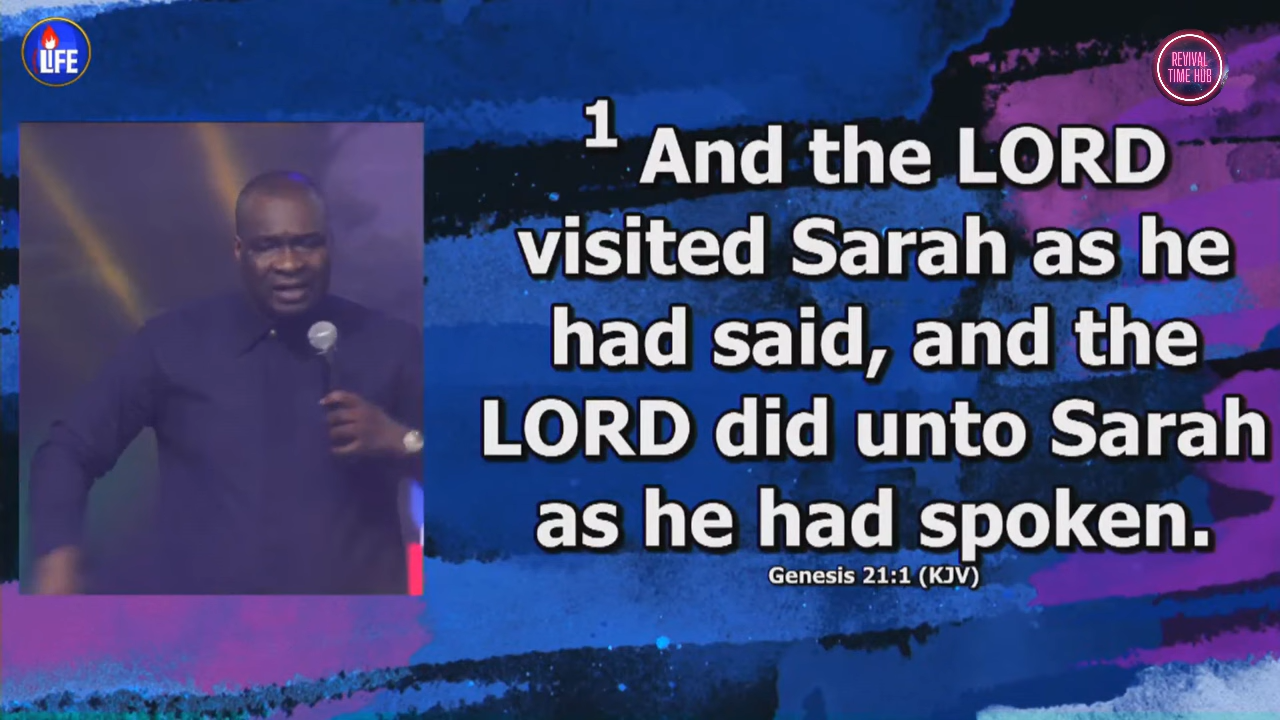 LIFE
REVIVAL
TIME HUB
1 And the LORD
visited Sarah as he
had said, and the
LORD did unto Sarah
as he had spoken.
Genesis 21:1 (KJV)